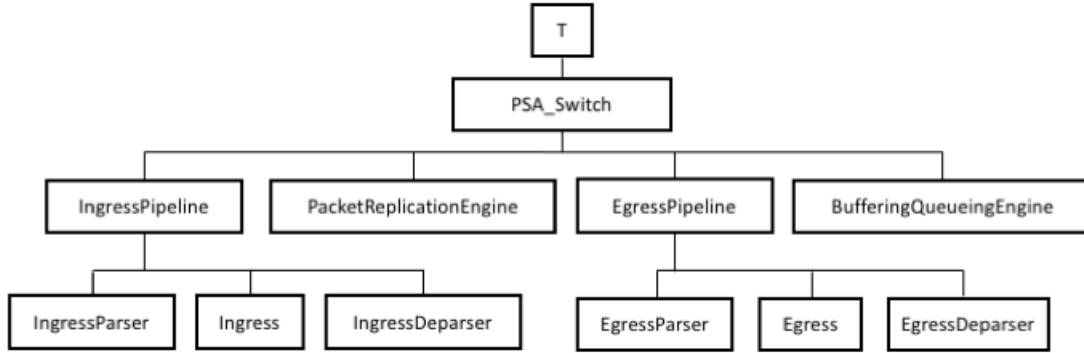 T
PSA_Switch
IngressPipeline
PacketReplicationEngine
EgressPipeline
BufferingQueueingEngine
IngressParser
Ingress
IngressDeparser
EgressParser
Egress
EgressDeparser